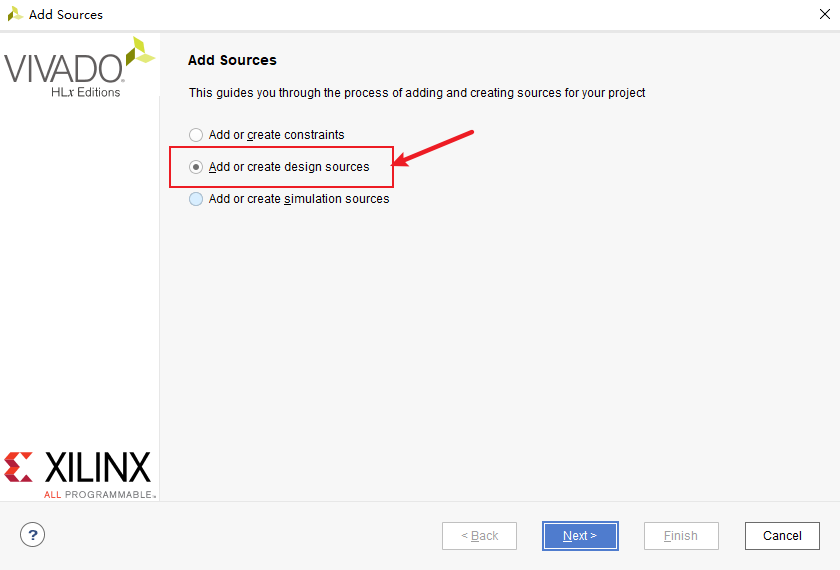 Add Sources
VIVADO
HLx Editions
Add Sources
This guides you through the process of adding and creating sources for your project
Add or create constraints
Add or create design sources
Add or create simulation sources
XILINX
ALL PROGRAMMABLE™
?
< Back
Next >
Finish
Cancel